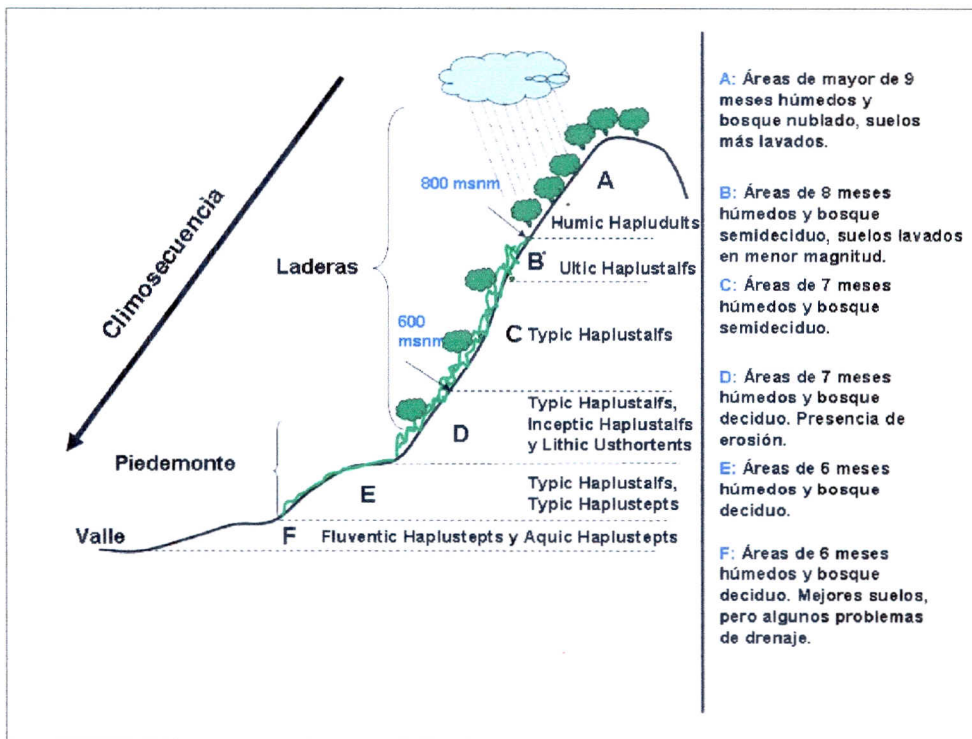 Climosecuencia
Laderas
800 msnm
A
Humic Hapludults
B
Ultic Haplustalfs
600
msnm
C Typic Haplustalfs
Typic Haplustalfs,
Inceptic Haplustalfs
y Lithic Usthortents
D
Piedemonte
E
Typic Haplustalfs,
Typic Haplustepts
Valle
F Fluventic Haplustepts y Aquic Haplustepts
A: Áreas de mayor de 9
meses húmedos y
bosque nublado, suelos
más lavados.
B: Áreas de 8 meses
húmedos y bosque
semideciduo, suelos lavados
en menor magnitud.
C: Áreas de 7 meses
húmedos y bosque
semideciduo.
D: Áreas de 7 meses
húmedos y bosque
deciduo. Presencia de
erosión.
E: Áreas de 6 meses
húmedos y bosque
deciduo.
F: Áreas de 6 meses
húmedos y bosque
deciduo. Mejores suelos,
pero algunos problemas
de drenaje.